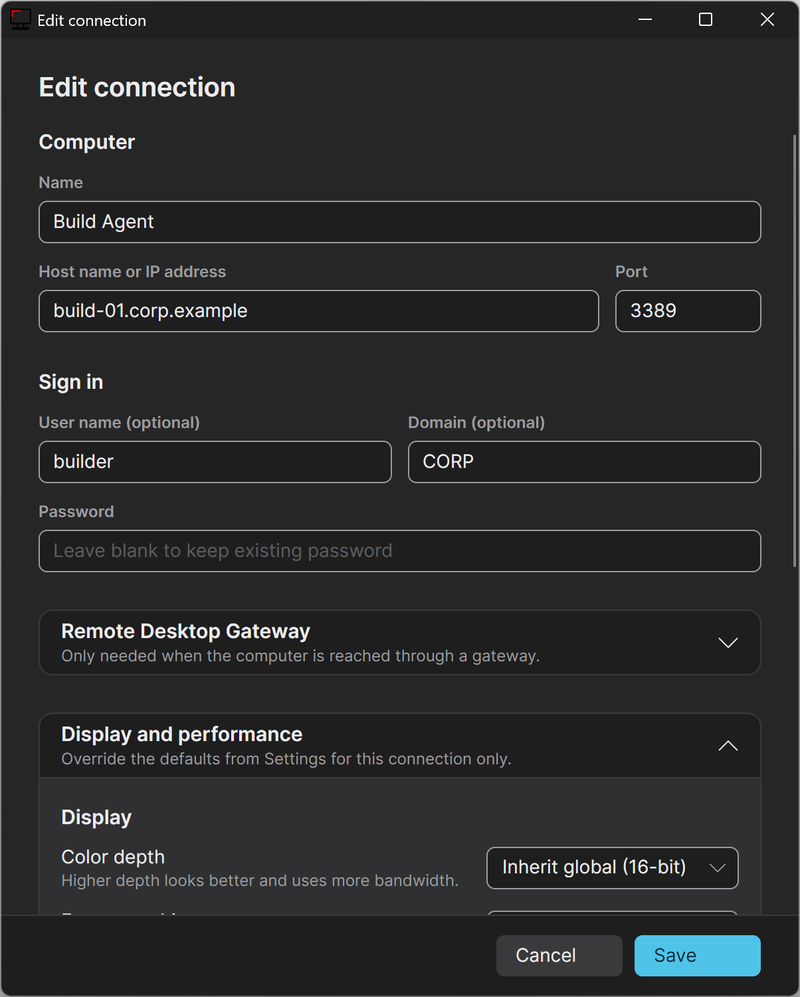 Edit connection
Edit connection
Computer
Name
Build Agent
Host name or IP address
Port
build-01.corp.example
3389
Sign in
User name (optional)
Domain (optional)
builder
CORP
Password
Leave blank to keep existing password
Remote Desktop Gateway
Only needed when the computer is reached through a gateway.
Display and performance
Override the defaults from Settings for this connection only.
Display
Color depth
Higher depth looks better and uses more bandwidth.
Inherit global (16-bit)
Cancel
Save